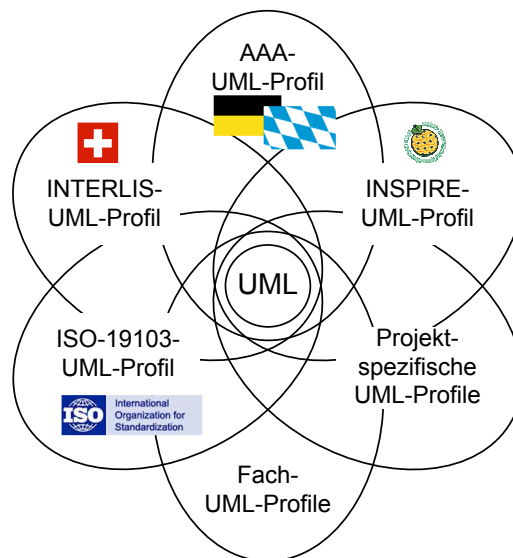 AAA-
UML-Profil
INTERLIS-
UML-Profil
INSPIRE-
UML-Profil
UML
ISO-19103-
UML-Profil
ISO
International
Organization for
Standardization
Projekt-
spezifische
UML-Profile
Fach-
UML-Profile